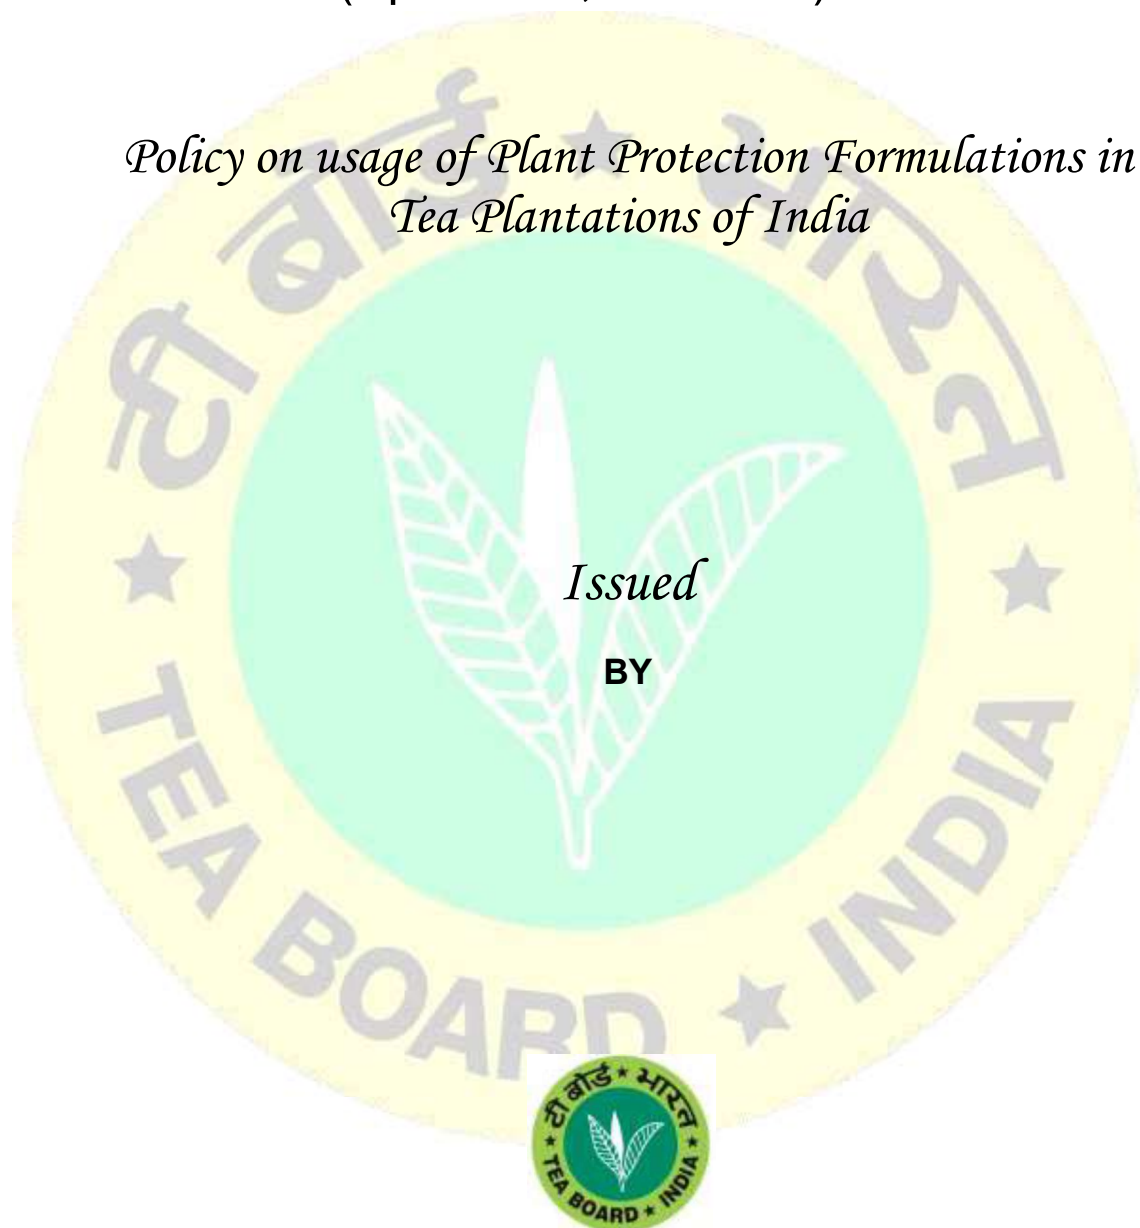 Policy on usage of Plant Protection Formulations in
Tea Plantations of India
टी बोर्ड ★ भारत
Issued
BY
★ TEA BOARD ★ INDIA ★
टी बोर्ड ★ भारत
★ TEA BOARD ★ INDIA ★